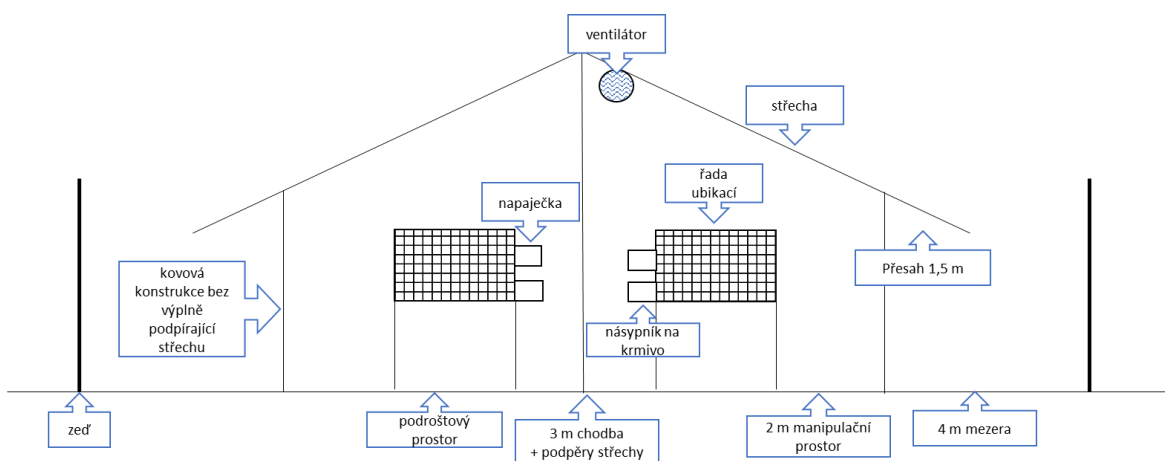 ventilátor
střecha
řada
ubikací
napaječka
kovová
konstrukce bez
výplně
podpírající
střechu
Přesah 1,5 m
násypník na
krmivo
zeď
podroštový
prostor
3 m chodba
+ podpěry střechy
2 m manipulační
prostor
4 m mezera